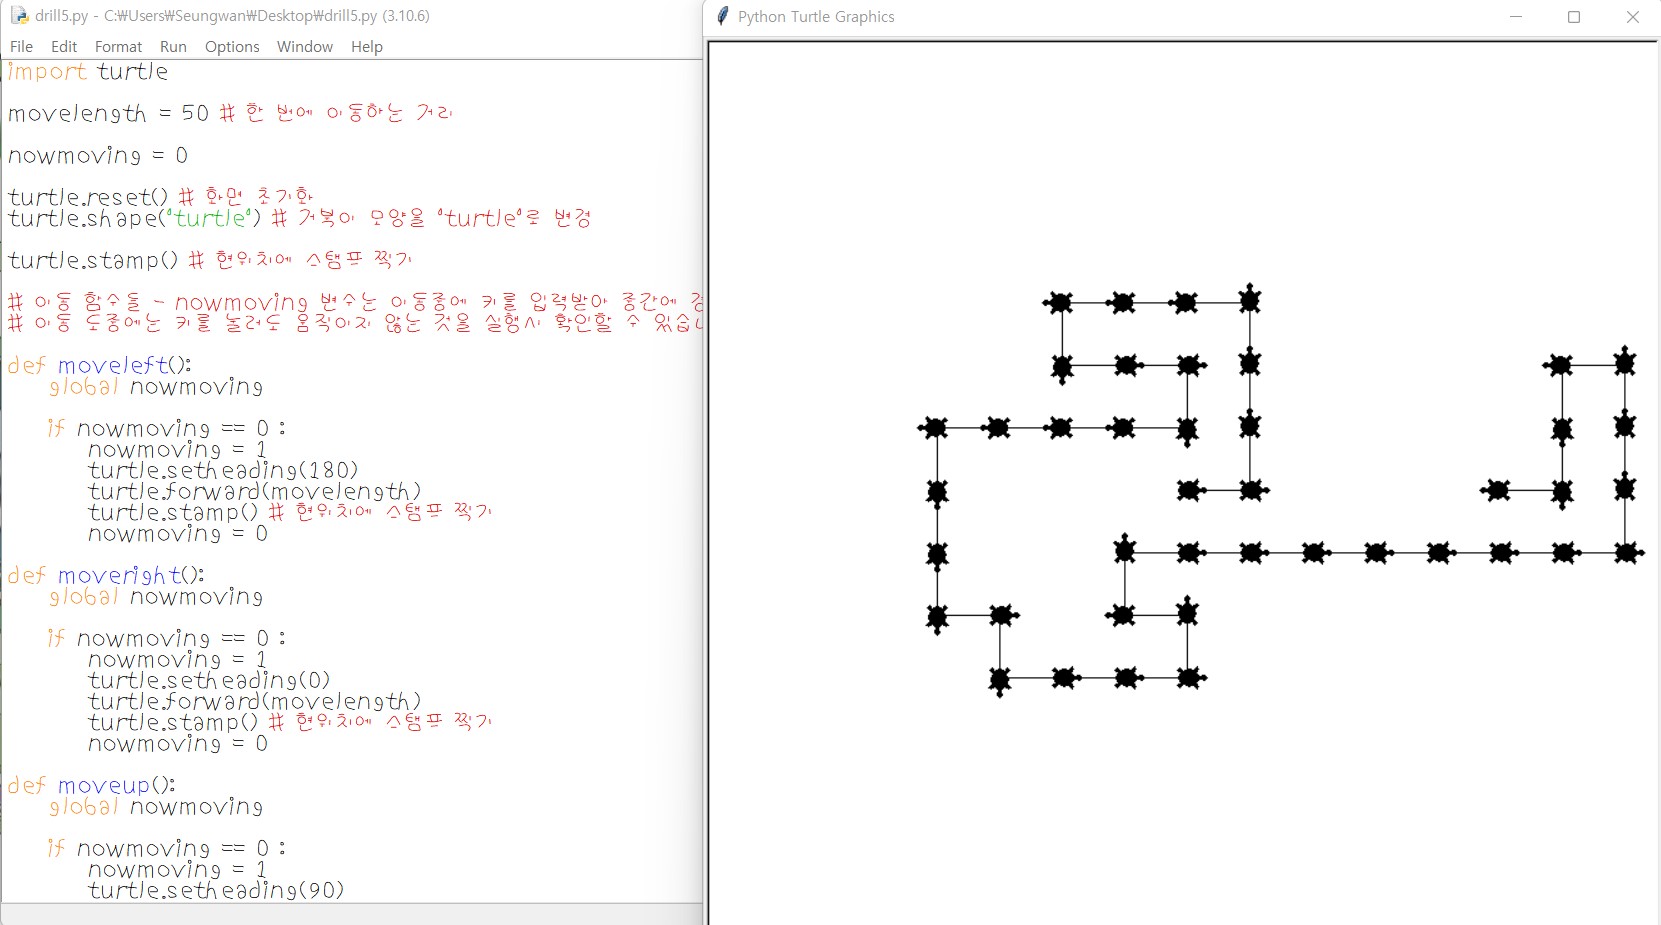 drill5.py - C:₩Users₩Seungwan₩Desktop₩drill5.py (3.10.6)
File Edit Format Run Options Window Help
import turtle
movelength = 50 # 한 번에 이동하는 거리
nowmoving = 0
turtle.reset() # 화면 초기화
turtle.shape('turtle') # 거북이 모양을 'turtle'로 변경
turtle.stamp() # 현위치에 스탬프 찍기
# 이동 함수들 - nowmoving 변수는 이동중에 키를 입력받아 중간에
# 이동 도중에는 키를 눌러도 움직이지 않는 것을 실행시 확인할 수
def moveleft():
global nowmoving
if nowmoving == 0 :
nowmoving = 1
turtle.setheading(180)
turtle.forward(movelength)
turtle.stamp() # 현위치에 스탬프 찍기
nowmoving = 0
def moveright():
global nowmoving
if nowmoving == 0 :
nowmoving = 1
turtle.setheading(0)
turtle.forward(movelength)
turtle.stamp() # 현위치에 스탬프 찍기
nowmoving = 0
def moveup():
global nowmoving
if nowmoving == 0 :
nowmoving = 1
turtle.setheading(90)
Python Turtle Graphics